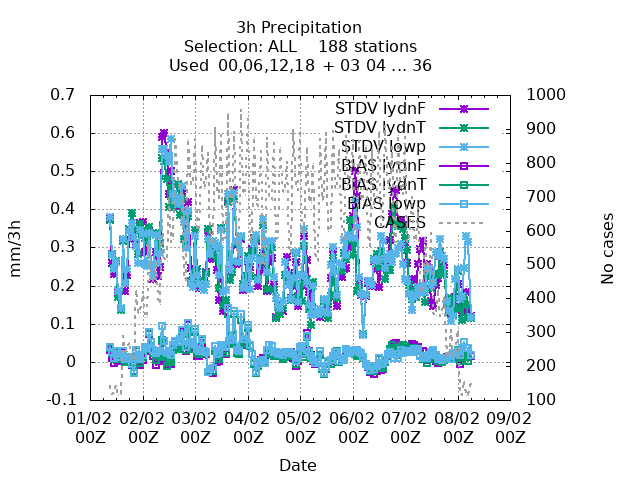 3h Precipitation
Selection: ALL    188 stations
Used  00,06,12,18  + 03 04 ... 36
0.7
0.6
0.5
0.4
0.3
0.2
0.1
0
-0.1
mm/3h
1000
900
800
700
600
500
400
300
200
100
No cases
STDV lydnF
STDV lydnT
STDV lowp
BIAS lydnF
BIAS lydnT
BIAS lowp
CASES
01/02 02/02 03/02 04/02 05/02 06/02 07/02 08/02 09/02
00Z 00Z 00Z 00Z 00Z 00Z 00Z 00Z 00Z
Date